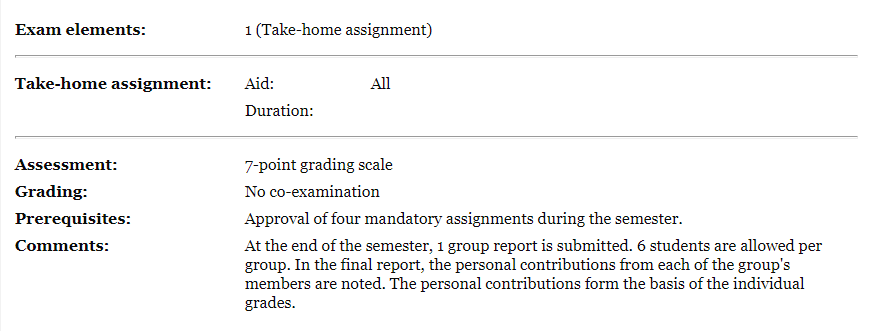 Exam elements: 1 (Take-home assignment)
Take-home assignment: Aid: All
Duration:
Assessment: 7-point grading scale
Grading: No co-examination
Prerequisites: Approval of four mandatory assignments during the semester.
Comments: At the end of the semester, 1 group report is submitted. 6 students are allowed per
group. In the final report, the personal contributions from each of the group's
members are noted. The personal contributions form the basis of the individual
grades.